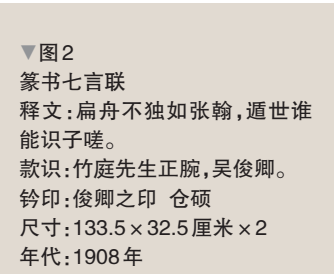 ▼图2
篆书七言联
释文:扁舟不独如张翰,遁世谁
能识子嗟。
款识:竹庭先生正腕,吴俊卿。
钤印:俊卿之印 仓硕
尺寸:133.5×32.5厘米×2
年代:1908年